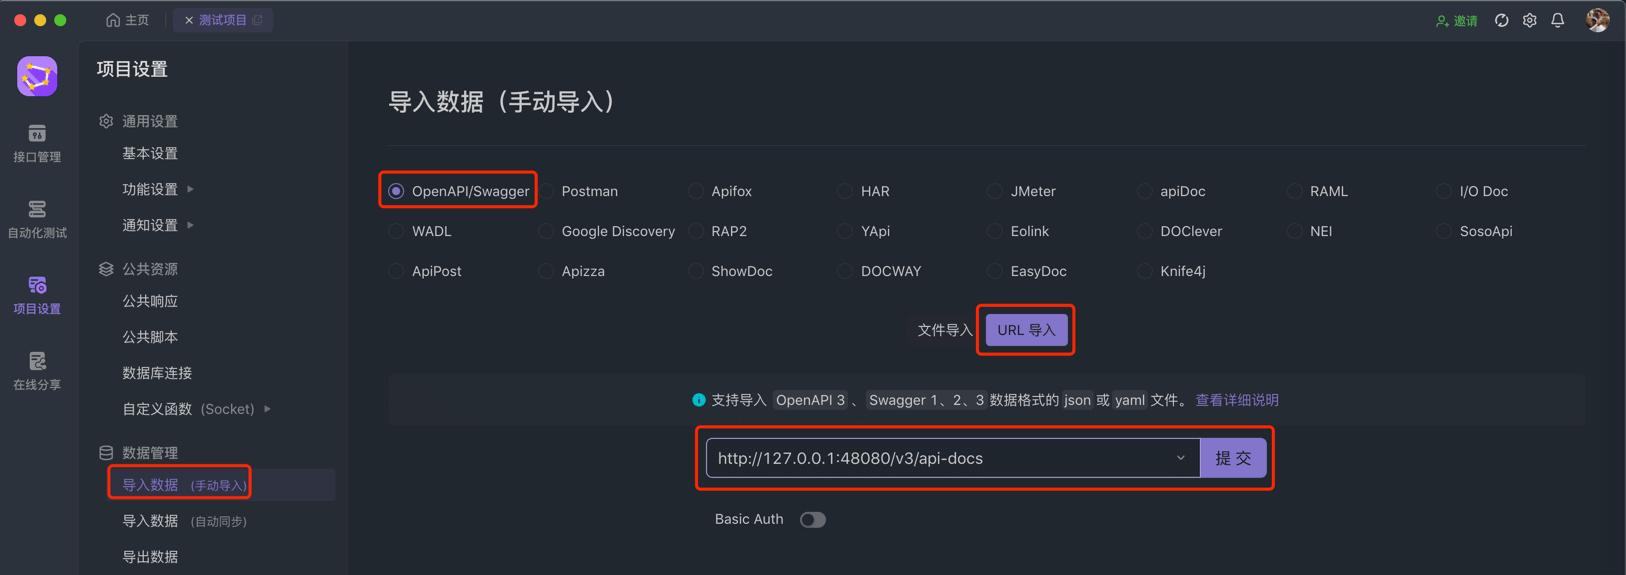 主页
测试项目
邀请
接口管理
自动化测试
项目设置
在线分享
项目设置
通用设置
基本设置
功能设置
通知设置
公共资源
公共响应
公共脚本
数据库连接
自定义函数 (Socket)
数据管理
导入数据 (手动导入)
导入数据 (自动同步)
导出数据
导入数据（手动导入）
OpenAPI/Swagger Postman Apifox HAR JMeter apiDoc RAML I/O Doc
WADL Google Discovery RAP2 YApi Eolink DOClever NEI SosoApi
ApiPost Apizza ShowDoc DOCWAY EasyDoc Knife4j
文件导入 URL 导入
支持导入 OpenAPI 3 、 Swagger 1、2、3 数据格式的 json 或 yaml 文件。 查看详细说明
http://127.0.0.1:48080/v3/api-docs 提 交
Basic Auth